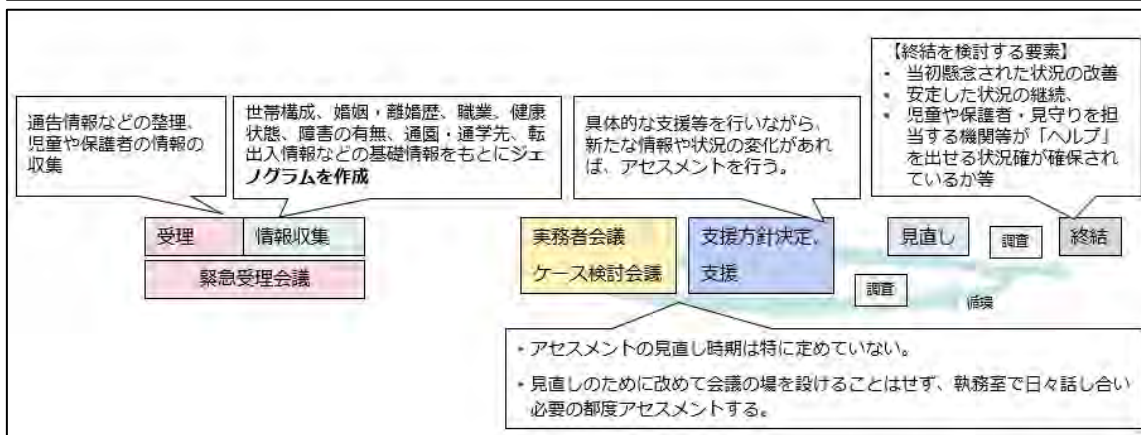 通告情報などの整理、
児童や保護者の情報の
収集
世帯構成、婚姻・離婚歴、職業、健康
状態、障害の有無、通園・通学先、転
出入情報などの基礎情報をもとにジェ
ノグラムを作成
具体的な支援等を行いながら、
新たな情報や状況の変化があれ
ば、アセスメントを行う。
【終結を検討する要素】
・ 当初懸念された状況の改善
・ 安定した状況の継続、
・ 児童や保護者・見守りを担
当する機関等が「ヘルプ」
を出せる状況確が確保され
ているか等
受理
情報収集
緊急受理会議
実務者会議
ケース検討会議
支援方針決定、
支援
見直し
調査
終結
調査
循環
・アセスメントの見直し時期は特に定めていない。
・見直しのために改めて会議の場を設けることはせず、執務室で日々話し合い
必要の都度アセスメントする。